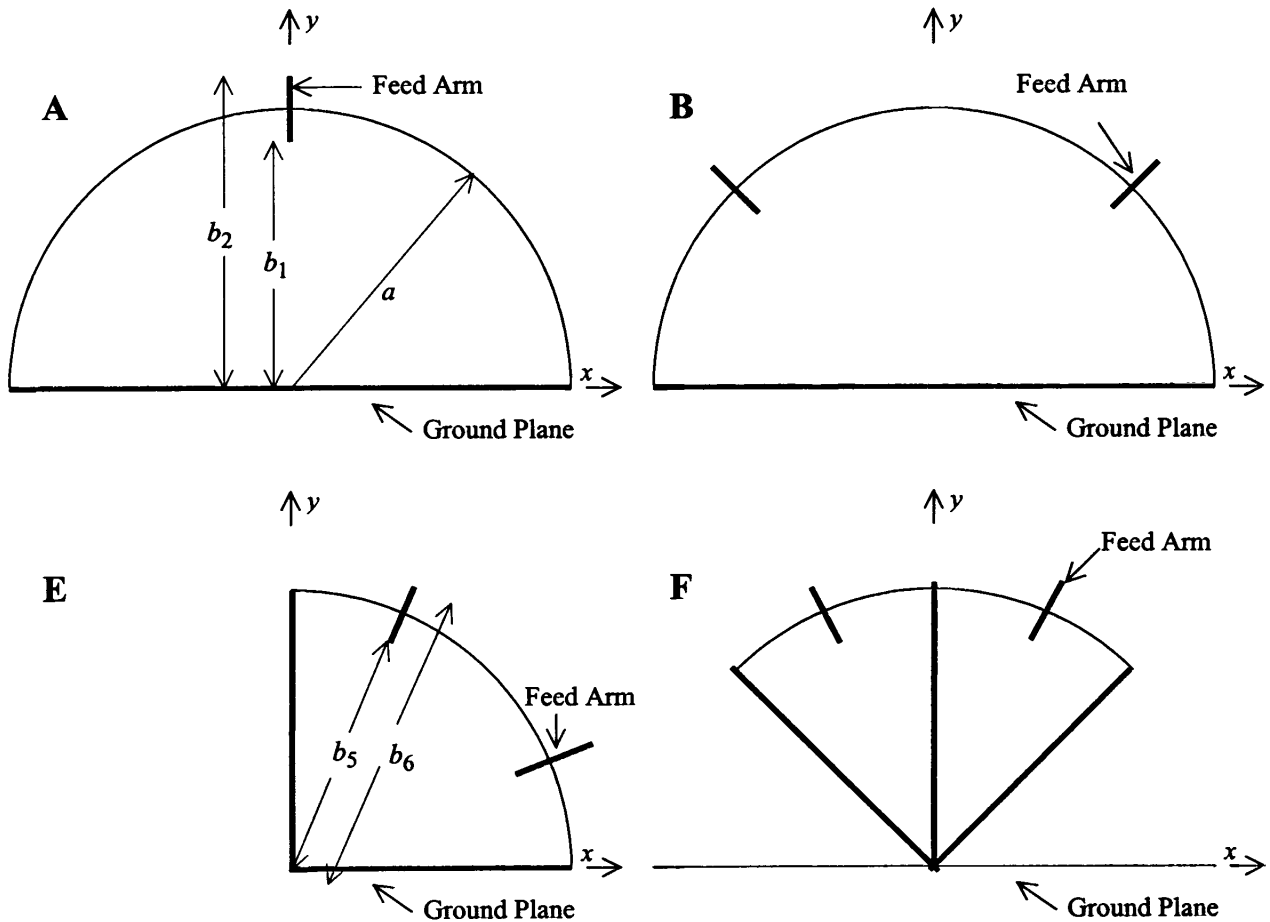 y
A
Feed Arm
b2
b1
a
x
Ground Plane
y
B
Feed Arm
x
Ground Plane
y
E
Feed Arm
b5
b6
x
Ground Plane
y
F
Feed Arm
x
Ground Plane